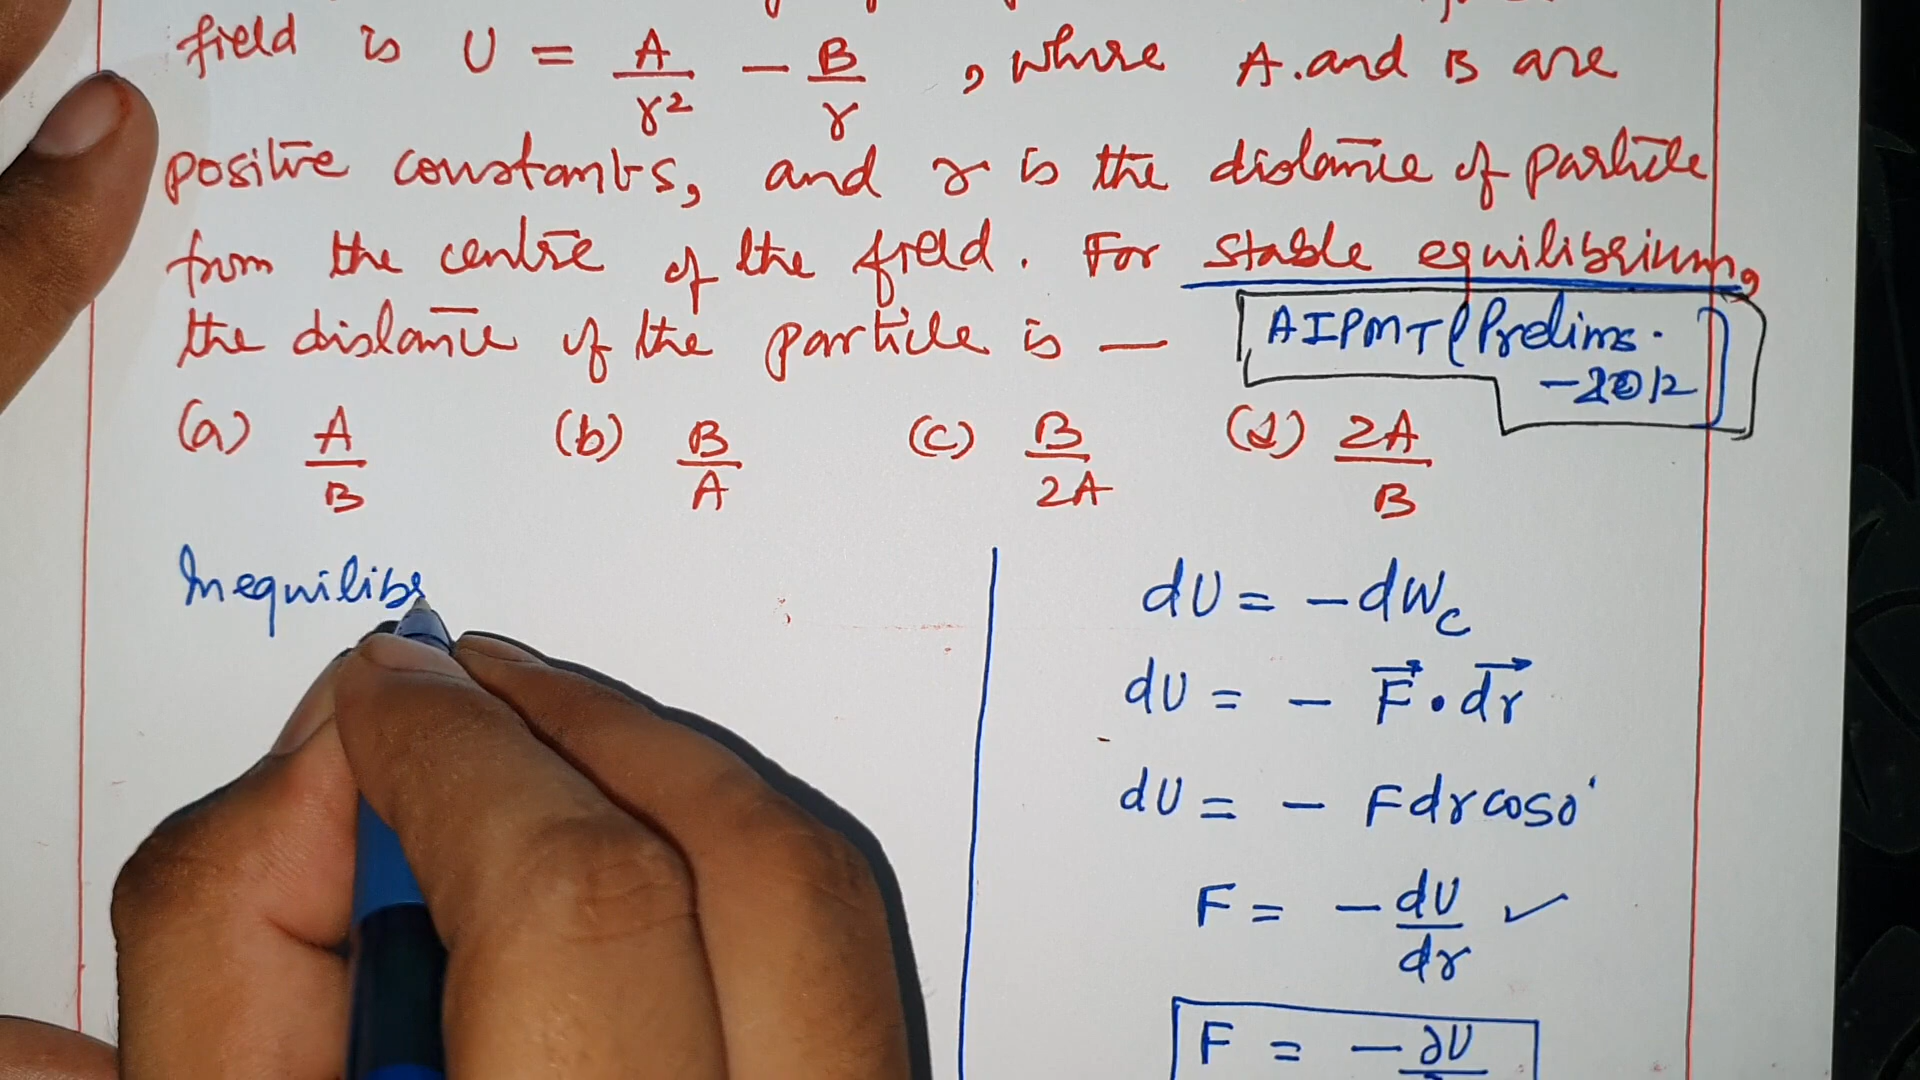 field is U = A/r² - B/r , where A.and B are
positive constants, and r is the distance of particle
from the centre of the field. For stable equilibrium,
the distance of the particle is —
[AIPMT (Prelims. - 2012]
(a) A/B (b) B/A (c) B/2A (d) 2A/B
In equilibr
dU = - dWc
dU = - F⃗ · dr⃗
dU = - F dr cos0°
F = - dU/dr ✓
F = - ∂U